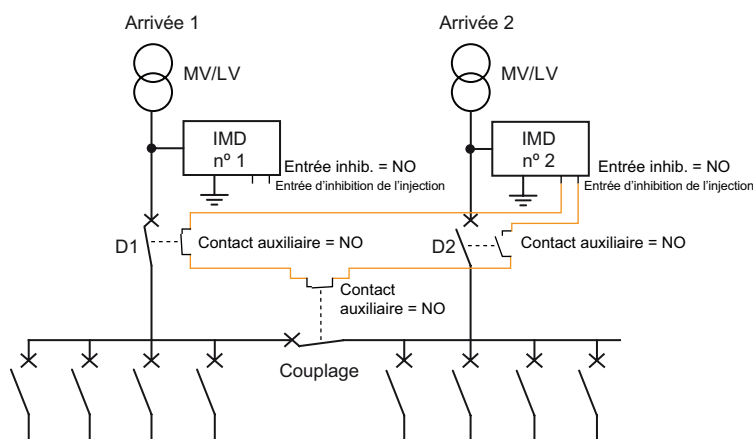 Arrivée 1
Arrivée 2
MV/LV
MV/LV
IMD
nº 1
IMD
nº 2
Entrée inhib. = NO
Entrée d'inhibition de l'injection
Entrée inhib. = NO
Entrée d'inhibition de l'injection
D1
Contact auxiliaire = NO
D2
Contact auxiliaire = NO
Contact
auxiliaire = NO
Couplage